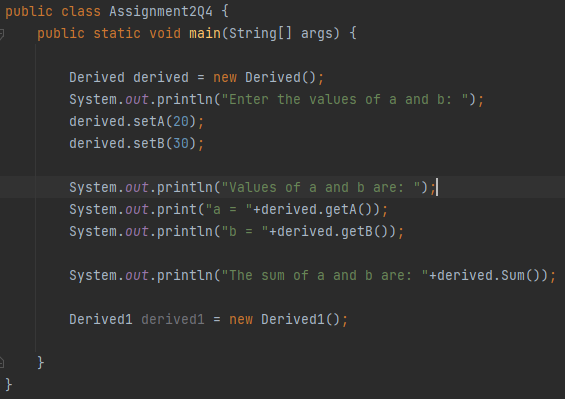 public class Assignment2Q4 {
    public static void main(String[] args) {
        Derived derived = new Derived();
        System.out.println("Enter the values of a and b: ");
        derived.setA(20);
        derived.setB(30);
        System.out.println("Values of a and b are: ");
        System.out.print("a = "+derived.getA());
        System.out.println("b = "+derived.getB());
        System.out.println("The sum of a and b are: "+derived.Sum());
        Derived1 derived1 = new Derived1();
    }
}